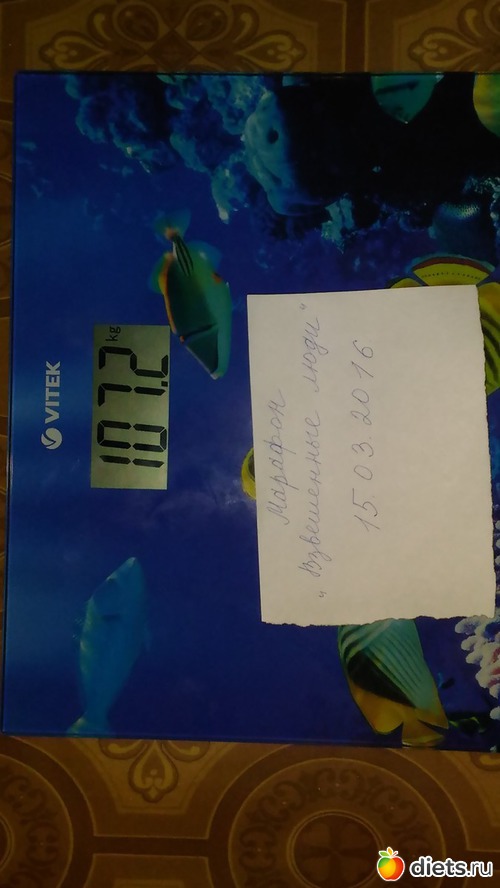 VITEK
107.2 kg
Марафон
"Взвешенные люди"
15.03.2016
diets.ru